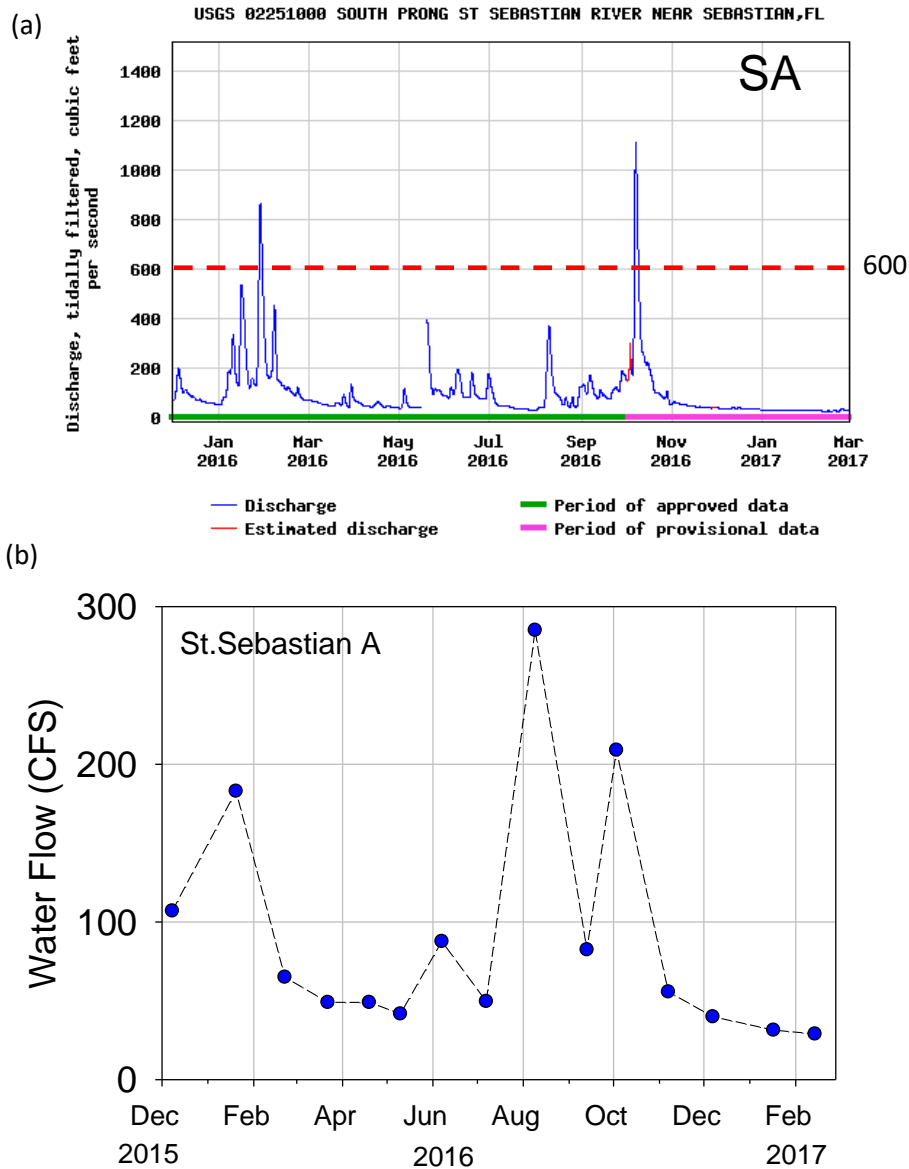 (a)
USGS 02251000 SOUTH PRONG ST SEBASTIAN RIVER NEAR SEBASTIAN,FL
Discharge, tidally filtered, cubic feet
per second
1400
1200
1000
800
600
400
200
0
SA
600
Jan Mar May Jul Sep Nov Jan Mar
2016 2016 2016 2016 2016 2016 2017 2017
Discharge
Estimated discharge
Period of approved data
Period of provisional data
(b)
St.Sebastian A
Water Flow (CFS)
300
200
100
0
Dec Feb Apr Jun Aug Oct Dec Feb
2015 2016 2017